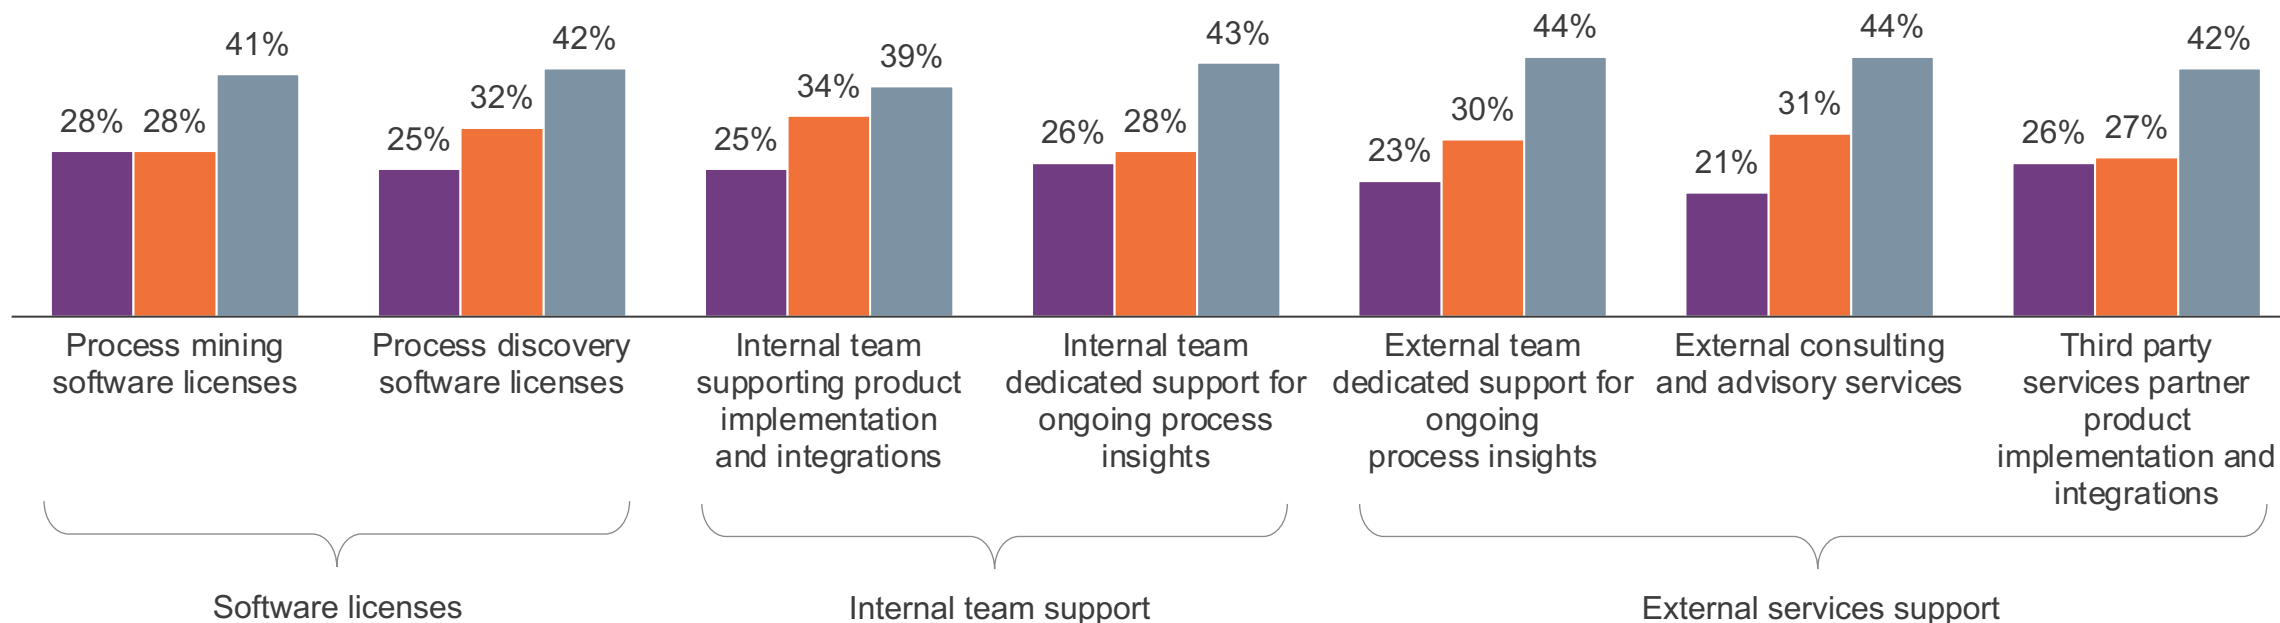 28% 28% 41%
25% 32% 42%
25% 34% 39%
26% 28% 43%
23% 30% 44%
21% 31% 44%
26% 27% 42%
Process mining
software licenses
Process discovery
software licenses
Internal team
supporting product
implementation
and integrations
Internal team
dedicated support for
ongoing process
insights
External team
dedicated support for
ongoing
process insights
External consulting
and advisory services
Third party
services partner
product
implementation and
integrations
Software licenses
Internal team support
External services support